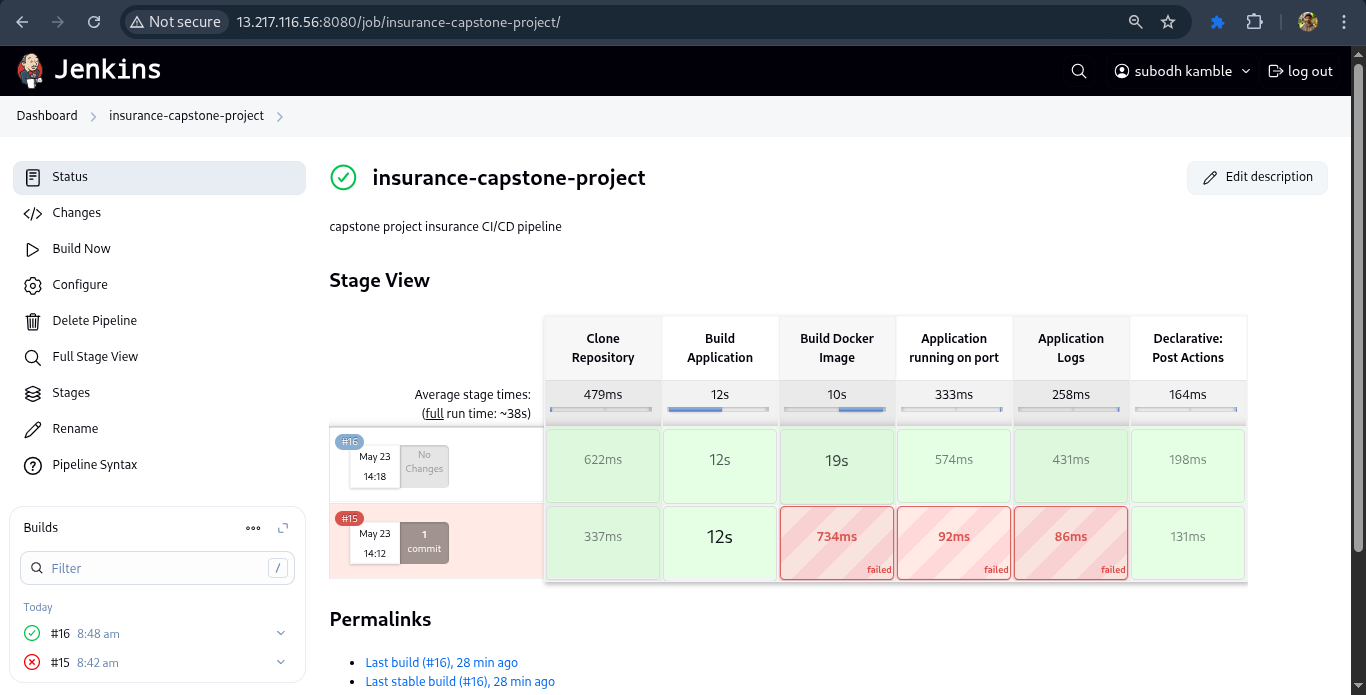 Not secure
13.217.116.56:8080/job/insurance-capstone-project/
Jenkins
subodh kamble
log out
Dashboard
insurance-capstone-project
Status
Changes
Build Now
Configure
Delete Pipeline
Full Stage View
Stages
Rename
Pipeline Syntax
Builds
Filter
/
Today
#16 8:48 am
#15 8:42 am
insurance-capstone-project
Edit description
capstone project insurance CI/CD pipeline
Stage View
Clone
Repository
Build
Application
Build Docker
Image
Application
running on port
Application
Logs
Declarative:
Post Actions
Average stage times:
(full run time: ~38s)
479ms
12s
10s
333ms
258ms
164ms
#16
May 23
14:18
No
Changes
622ms
12s
19s
574ms
431ms
198ms
#15
May 23
14:12
1
commit
337ms
12s
734ms
failed
92ms
failed
86ms
failed
131ms
Permalinks
Last build (#16), 28 min ago
Last stable build (#16), 28 min ago